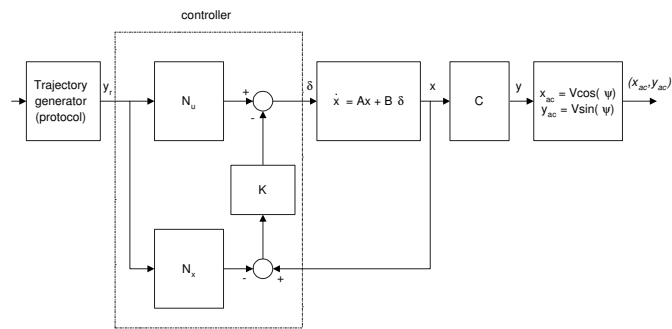 controller
Trajectory
generator
(protocol)
y_r
N_u
+
-
δ
ẋ = Ax + B δ
x
C
y
x_ac = Vcos( ψ)
y_ac = Vsin( ψ)
(x_ac,y_ac)
K
N_x
-
+